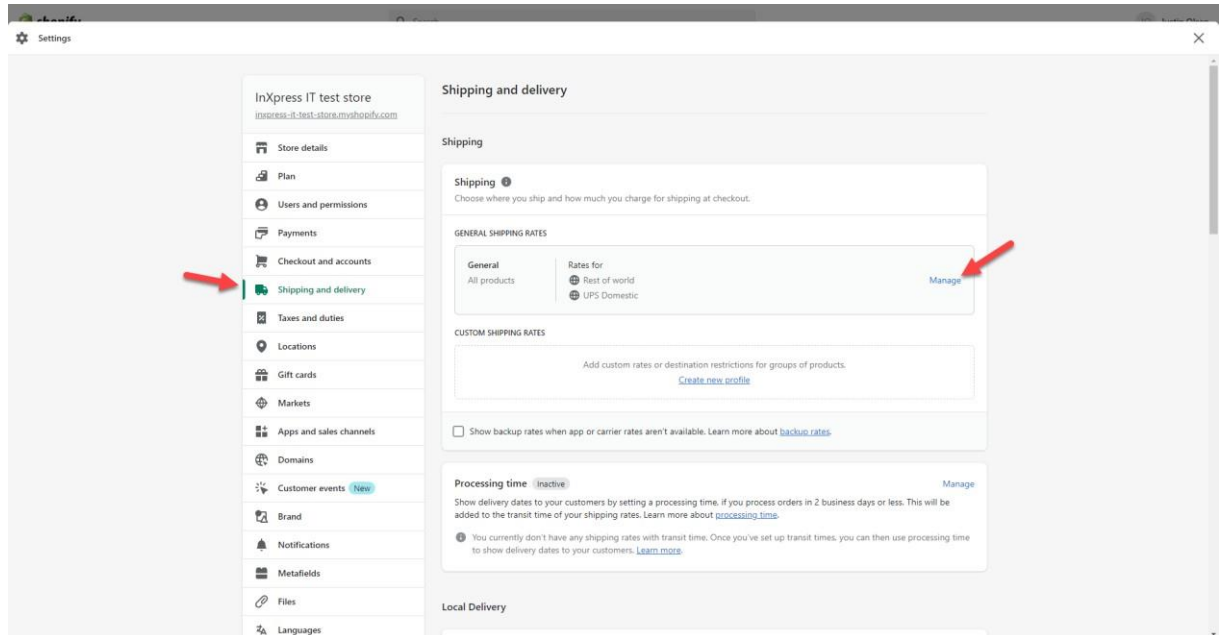 shopify
Search
Justin Olsen
Settings
InXpress IT test store
inxpress-it-test-store.myshopify.com
Store details
Plan
Users and permissions
Payments
Checkout and accounts
Shipping and delivery
Taxes and duties
Locations
Gift cards
Markets
Apps and sales channels
Domains
Customer events New
Brand
Notifications
Metafields
Files
Languages
Shipping and delivery
Shipping
Shipping
Choose where you ship and how much you charge for shipping at checkout.
GENERAL SHIPPING RATES
General
All products
Rates for
Rest of world
UPS Domestic
Manage
CUSTOM SHIPPING RATES
Add custom rates or destination restrictions for groups of products.
Create new profile
Show backup rates when app or carrier rates aren't available. Learn more about backup rates.
Processing time Inactive
Manage
Show delivery dates to your customers by setting a processing time, if you process orders in 2 business days or less. This will be
added to the transit time of your shipping rates. Learn more about processing time.
You currently don't have any shipping rates with transit time. Once you've set up transit times, you can then use processing time
to show delivery dates to your customers. Learn more.
Local Delivery